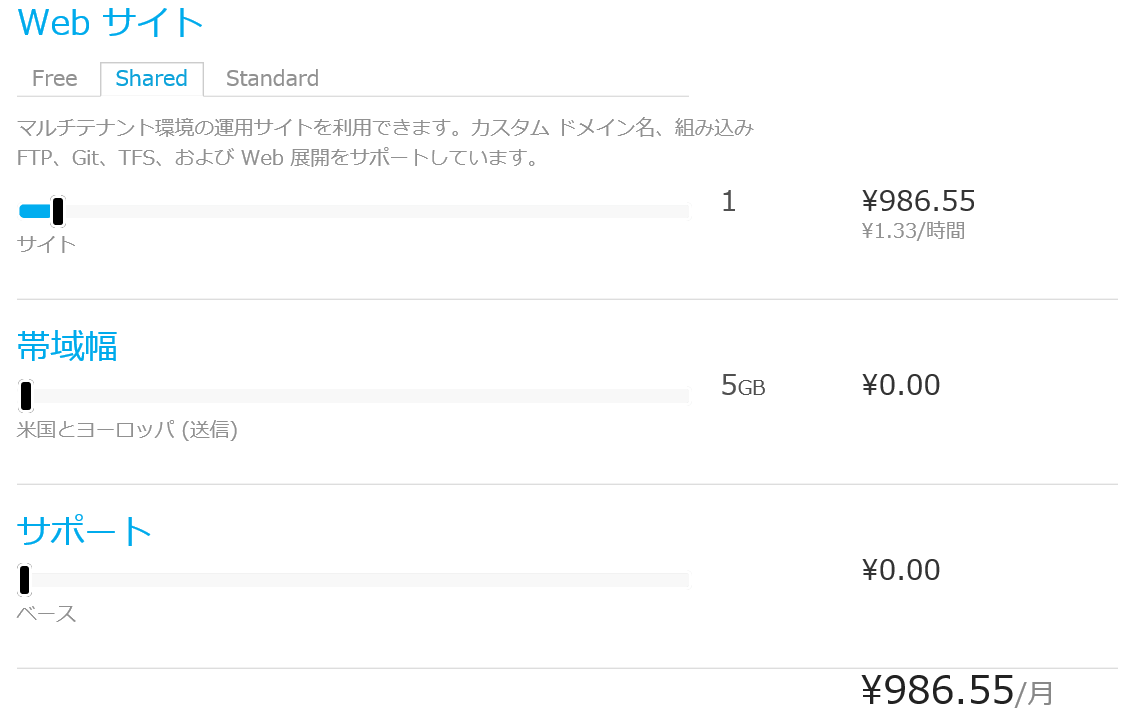 Web サイト
Free Shared Standard
マルチテナント環境の運用サイトを利用できます。カスタム ドメイン名、組み込み
FTP、Git、TFS、および Web 展開をサポートしています。
1 ¥986.55
¥1.33/時間
サイト
帯域幅
5GB ¥0.00
米国とヨーロッパ (送信)
サポート
¥0.00
ベース
¥986.55/月